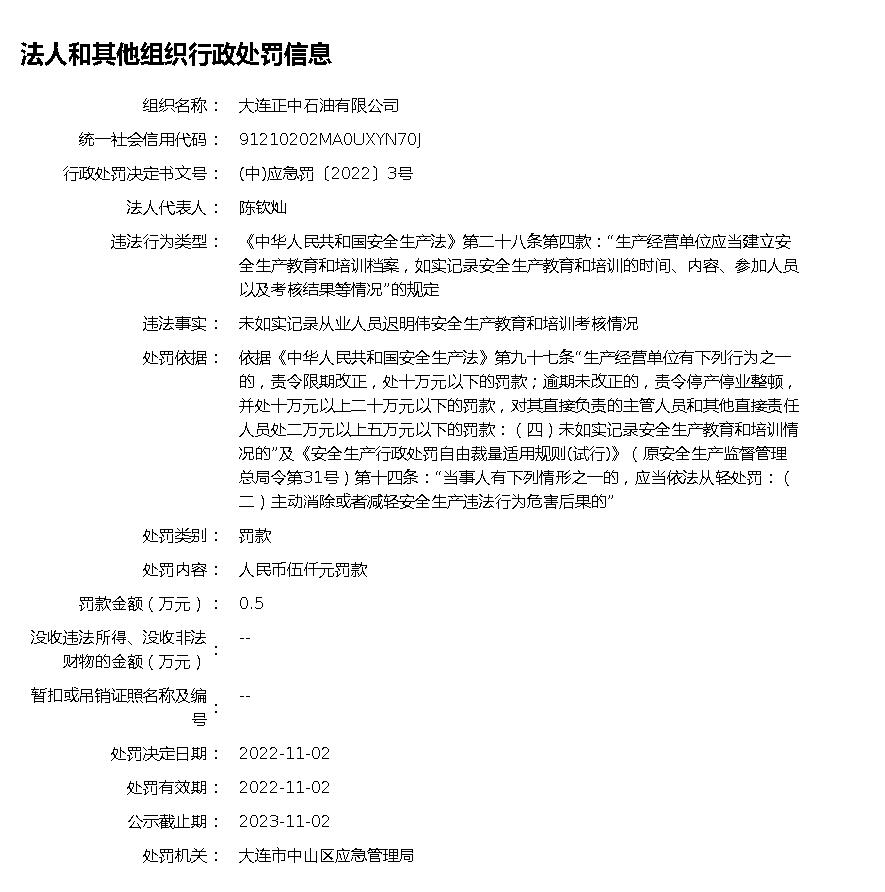 法人和其他组织行政处罚信息
组织名称： 大连正中石油有限公司
统一社会信用代码： 91210202MA0UXYN70J
行政处罚决定书文号： (中)应急罚〔2022〕3号
法人代表人： 陈钦灿
违法行为类型： 《中华人民共和国安全生产法》第二十八条第四款：“生产经营单位应当建立安
全生产教育和培训档案，如实记录安全生产教育和培训的时间、内容、参加人员
以及考核结果等情况”的规定
违法事实： 未如实记录从业人员迟明伟安全生产教育和培训考核情况
处罚依据： 依据《中华人民共和国安全生产法》第九十七条“生产经营单位有下列行为之一
的，责令限期改正，处十万元以下的罚款；逾期未改正的，责令停产停业整顿，
并处十万元以上二十万元以下的罚款，对其直接负责的主管人员和其他直接责任
人员处二万元以上五万元以下的罚款：（四）未如实记录安全生产教育和培训情
况的”及《安全生产行政处罚自由裁量适用规则(试行)》（原安全生产监督管理
总局令第31号）第十四条：“当事人有下列情形之一的，应当依法从轻处罚：（
二）主动消除或者减轻安全生产违法行为危害后果的”
处罚类别： 罚款
处罚内容： 人民币伍仟元罚款
罚款金额（万元）： 0.5
没收违法所得、没收非法
财物的金额（万元）： --
暂扣或吊销证照名称及编
号： --
处罚决定日期： 2022-11-02
处罚有效期： 2022-11-02
公示截止期： 2023-11-02
处罚机关： 大连市中山区应急管理局